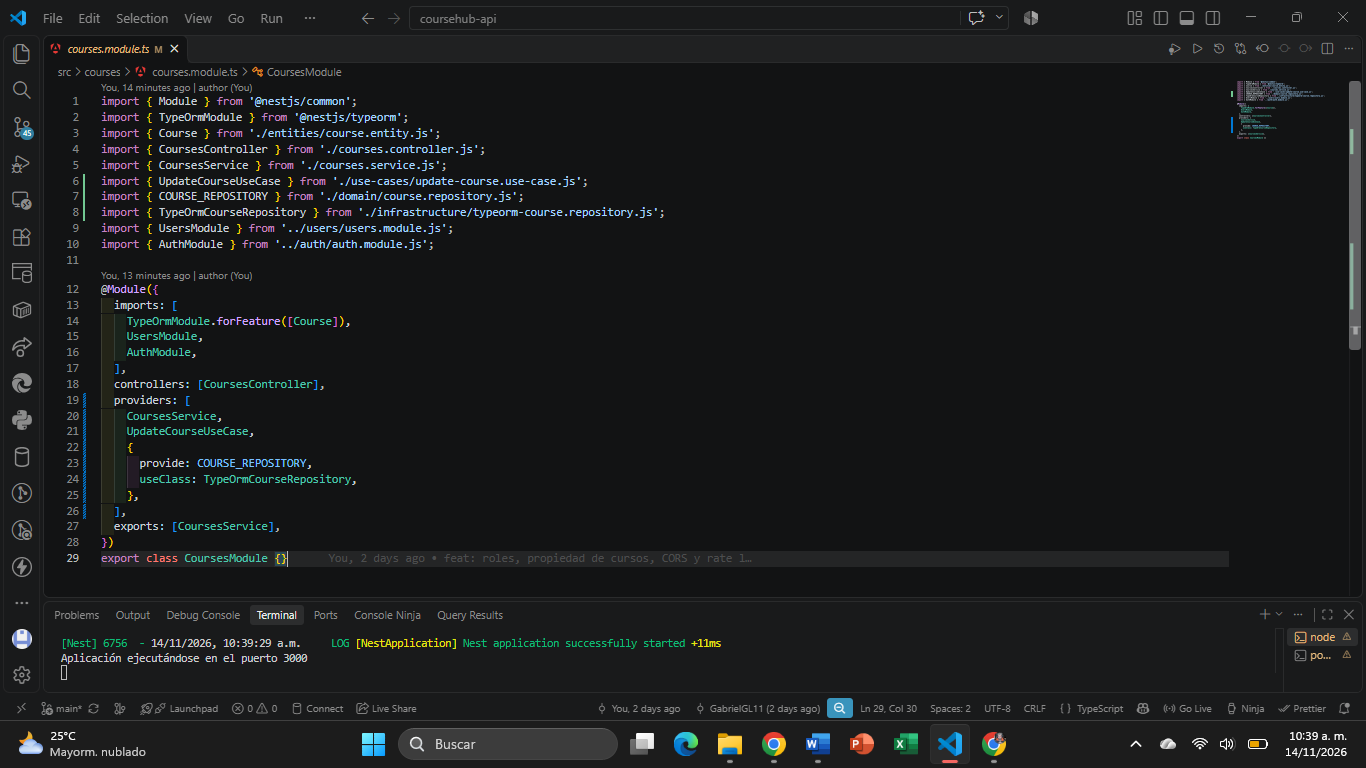 File Edit Selection View Go Run ···
coursehub-api
courses.module.ts M
src > courses > courses.module.ts > CoursesModule
You, 14 minutes ago | author (You)
1 import { Module } from '@nestjs/common';
2 import { TypeOrmModule } from '@nestjs/typeorm';
3 import { Course } from './entities/course.entity.js';
4 import { CoursesController } from './courses.controller.js';
5 import { CoursesService } from './courses.service.js';
6 import { UpdateCourseUseCase } from './use-cases/update-course.use-case.js';
7 import { COURSE_REPOSITORY } from './domain/course.repository.js';
8 import { TypeOrmCourseRepository } from './infrastructure/typeorm-course.repository.js';
9 import { UsersModule } from '../users/users.module.js';
10 import { AuthModule } from '../auth/auth.module.js';
11
You, 13 minutes ago | author (You)
12 @Module({
13 imports: [
14 TypeOrmModule.forFeature([Course]),
15 UsersModule,
16 AuthModule,
17 ],
18 controllers: [CoursesController],
19 providers: [
20 CoursesService,
21 UpdateCourseUseCase,
22 {
23 provide: COURSE_REPOSITORY,
24 useClass: TypeOrmCourseRepository,
25 },
26 ],
27 exports: [CoursesService],
28 })
29 export class CoursesModule {} You, 2 days ago • feat: roles, propiedad de cursos, CORS y rate l…
45
Problems Output Debug Console Terminal Ports Console Ninja Query Results
[Nest] 6756 - 14/11/2026, 10:39:29 a.m. LOG [NestApplication] Nest application successfully started +11ms
Aplicación ejecutándose en el puerto 3000
node
po...
main* Launchpad 0 0 Connect Live Share You, 2 days ago GabrielGL11 (2 days ago) Ln 29, Col 30 Spaces: 2 UTF-8 CRLF { } TypeScript Go Live Ninja Prettier
25°C
Mayorm. nublado
Buscar
10:39 a. m.
14/11/2026